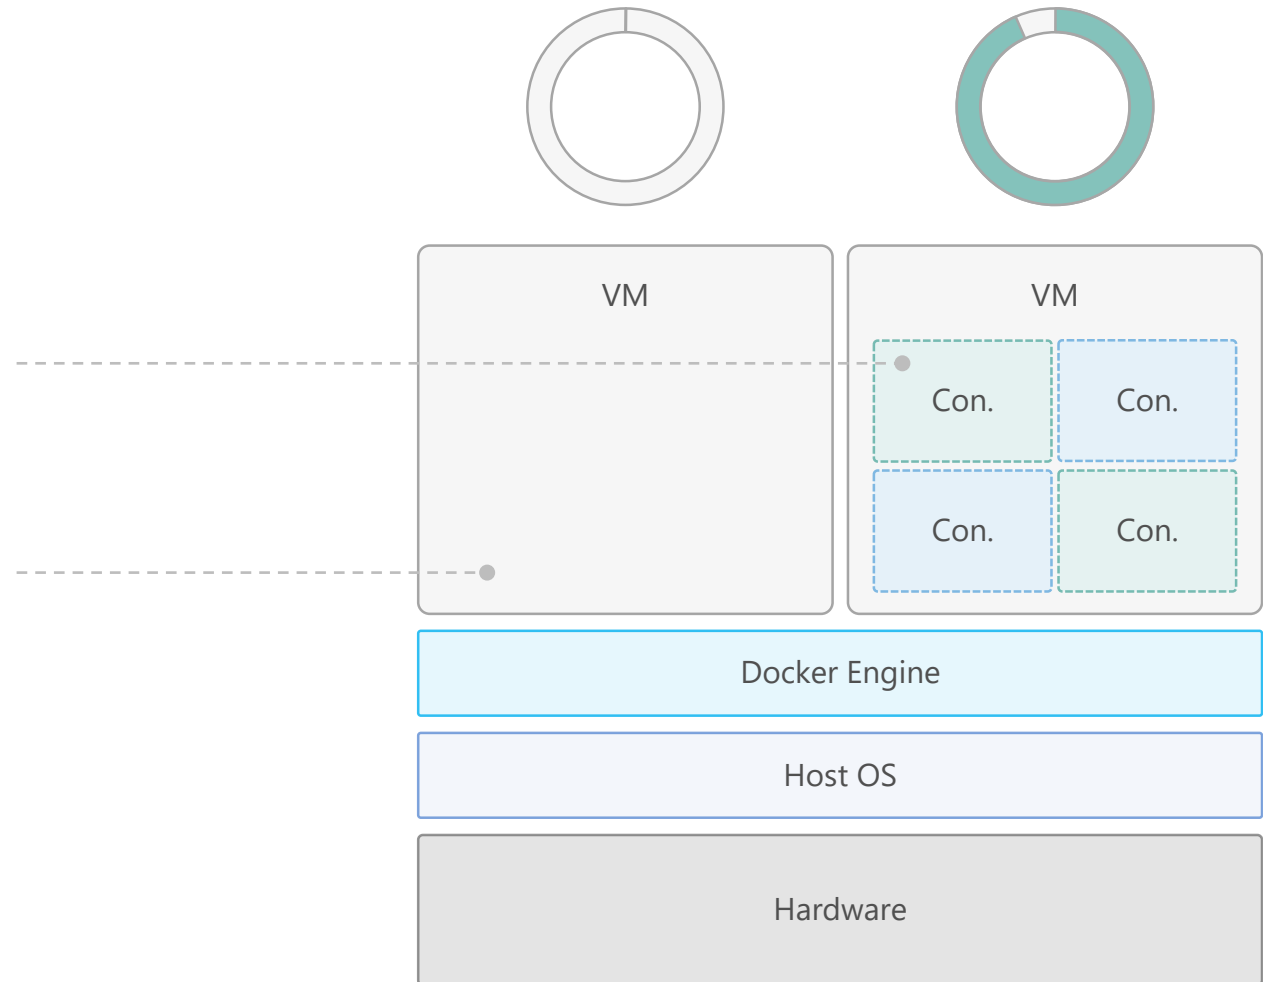 VM
VM
Con.
Con.
Con.
Con.
Docker Engine
Host OS
Hardware